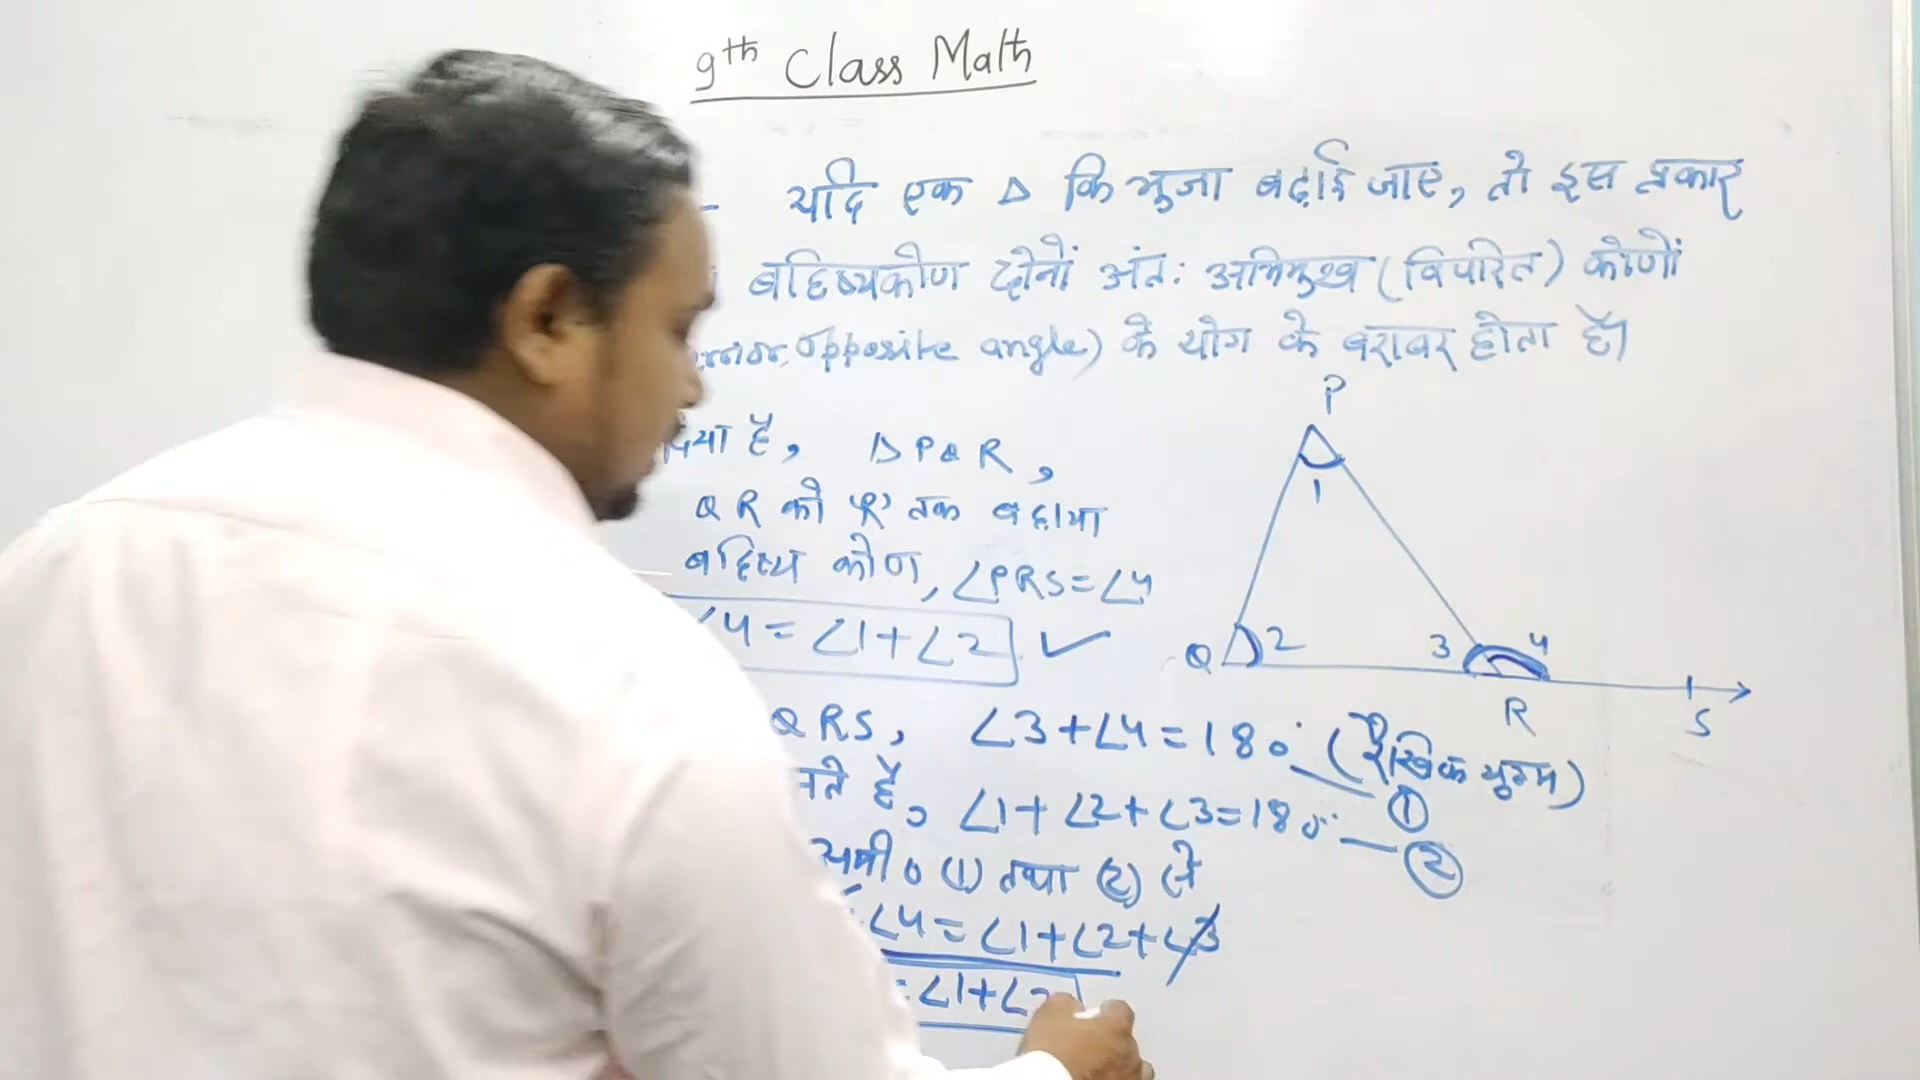 9th Class Math
- यदि एक Δ कि भुजा बढ़ाई जाए, तो इस प्रकार
बहिष्यकोण दोनों अंत: अभिमुख (विपरित) कोणों
opposite angle) के योग के बराबर होता है।
P
दिया है, Δ PQR,
QR को 'R' तक बढ़ाया
1
बहिष्य कोण, ∠PRS=∠4
∠4 = ∠1+∠2 ✓
Q 2 3 4
R S
QRS, ∠3+∠4=180° (रैखिक युग्म)
①
है, ∠1+∠2+∠3=180° — ②
समी० (1) तथा (2) से
∠4 = ∠1+∠2+∠3
=∠1+∠2